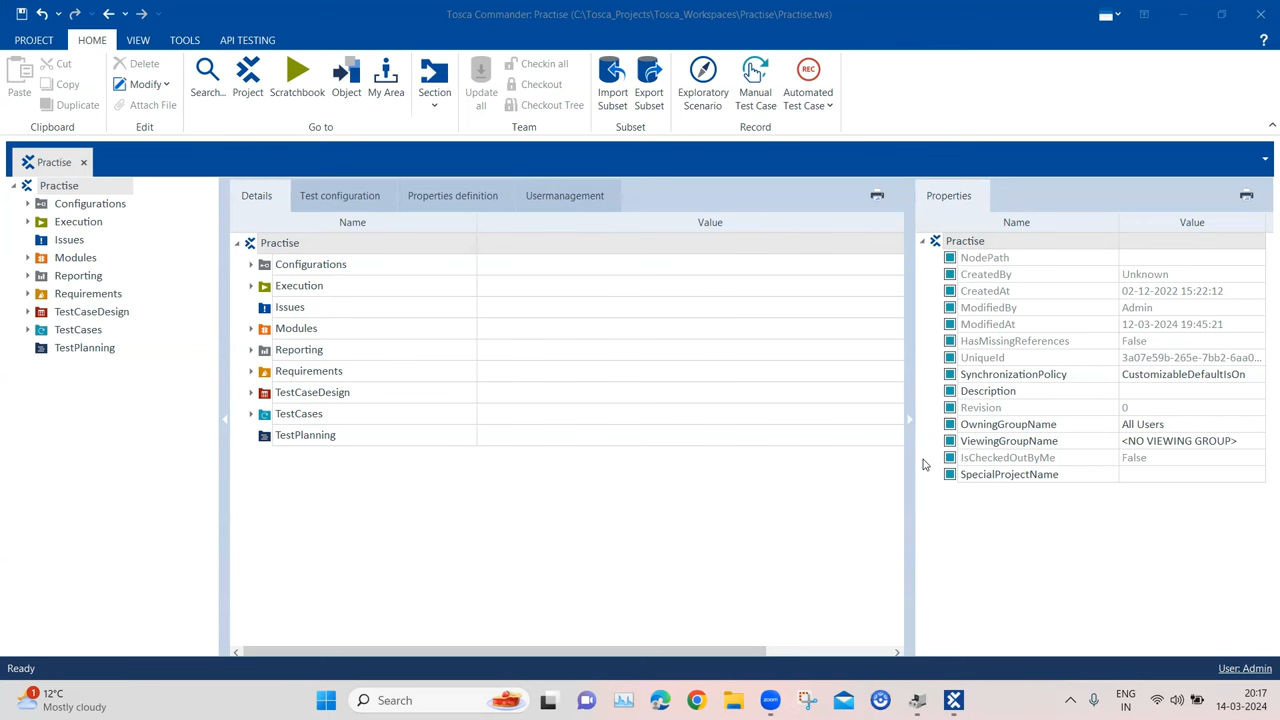 Tosca Commander: Practise (C:\Tosca_Projects\Tosca_Workspaces\Practise\Practise.tws)
PROJECT HOME VIEW TOOLS API TESTING ?
Paste
Cut
Copy
Duplicate
Clipboard
Delete
Modify
Attach File
Edit
Search... Project Scratchbook Object My Area
Go to
Section
Update all
Checkin all
Checkout
Checkout Tree
Team
Import Subset
Export Subset
Subset
Exploratory Scenario
Manual Test Case
REC
Automated Test Case
Record
Practise
Practise
Configurations
Execution
Issues
Modules
Reporting
Requirements
TestCaseDesign
TestCases
TestPlanning
Details Test configuration Properties definition Usermanagement
Name Value
Practise
Configurations
Execution
Issues
Modules
Reporting
Requirements
TestCaseDesign
TestCases
TestPlanning
Properties
Name Value
Practise
NodePath
CreatedBy Unknown
CreatedAt 02-12-2022 15:22:12
ModifiedBy Admin
ModifiedAt 12-03-2024 19:45:21
HasMissingReferences False
UniqueId 3a07e59b-265e-7bb2-6aa0...
SynchronizationPolicy CustomizableDefaultIsOn
Description
Revision 0
OwningGroupName All Users
ViewingGroupName <NO VIEWING GROUP>
IsCheckedOutByMe False
SpecialProjectName
Ready User: Admin
1
12°C
Mostly cloudy
Search
zoom
ENG
IN
20:17
14-03-2024